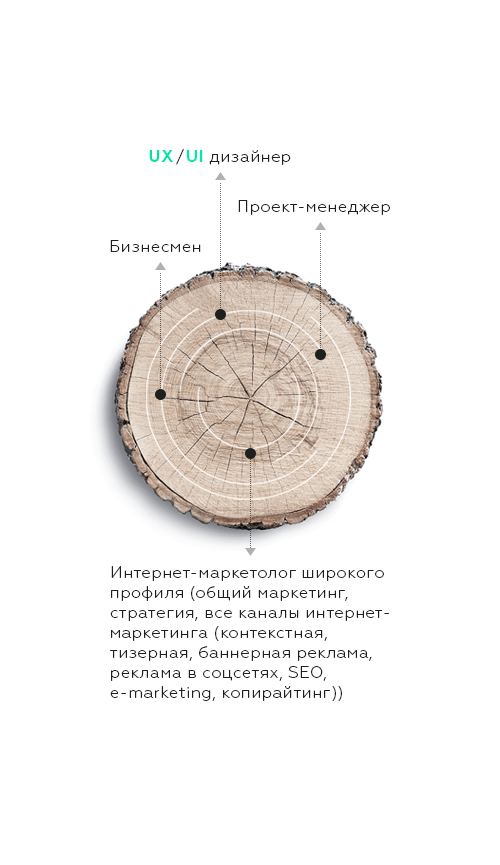 UX/UI дизайнер
Проект-менеджер
Бизнесмен
Интернет-маркетолог широкого
профиля (общий маркетинг,
стратегия, все каналы интернет-
маркетинга (контекстная,
тизерная, баннерная реклама,
реклама в соцсетях, SEO,
e-marketing, копирайтинг))